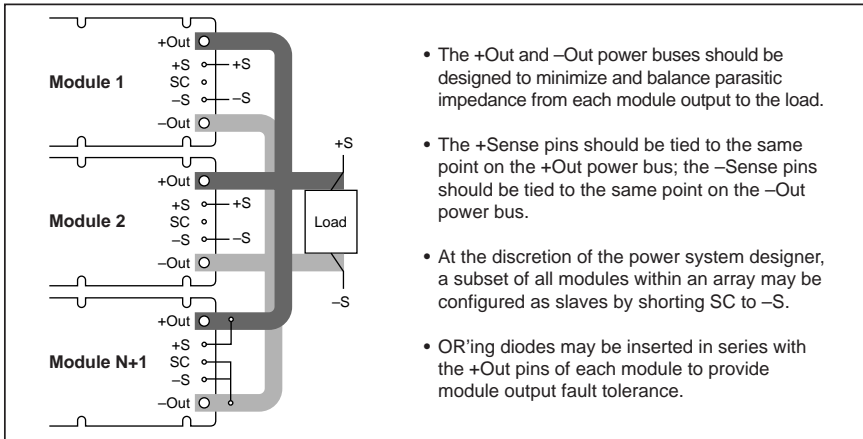 +Out
+S
+S
Module 1
SC
–S
–S
–Out
+S
+Out
+S
+S
Module 2
SC
Load
–S
–S
–Out
–S
+Out
+S
Module N+1
SC
–S
–Out
• The +Out and –Out power buses should be
designed to minimize and balance parasitic
impedance from each module output to the load.
• The +Sense pins should be tied to the same
point on the +Out power bus; the –Sense pins
should be tied to the same point on the –Out
power bus.
• At the discretion of the power system designer,
a subset of all modules within an array may be
configured as slaves by shorting SC to –S.
• OR'ing diodes may be inserted in series with
the +Out pins of each module to provide
module output fault tolerance.